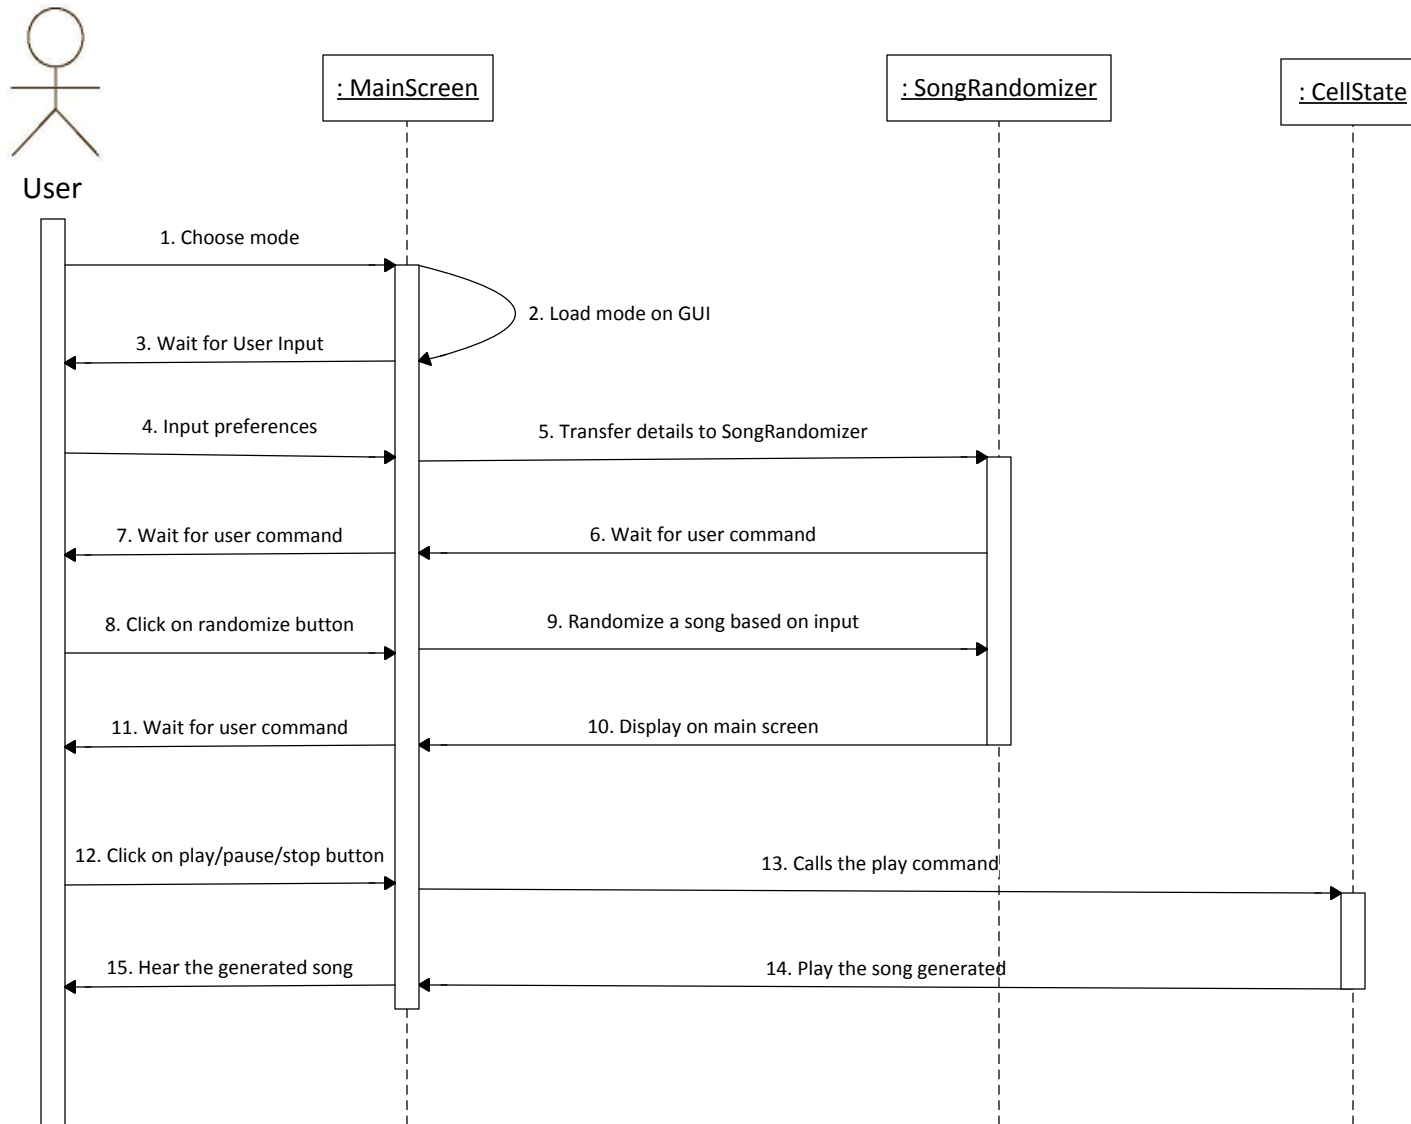 : MainScreen
: SongRandomizer
: CellState
User
1. Choose mode
2. Load mode on GUI
3. Wait for User Input
4. Input preferences
5. Transfer details to SongRandomizer
7. Wait for user command
6. Wait for user command
8. Click on randomize button
9. Randomize a song based on input
11. Wait for user command
10. Display on main screen
12. Click on play/pause/stop button
13. Calls the play command
15. Hear the generated song
14. Play the song generated